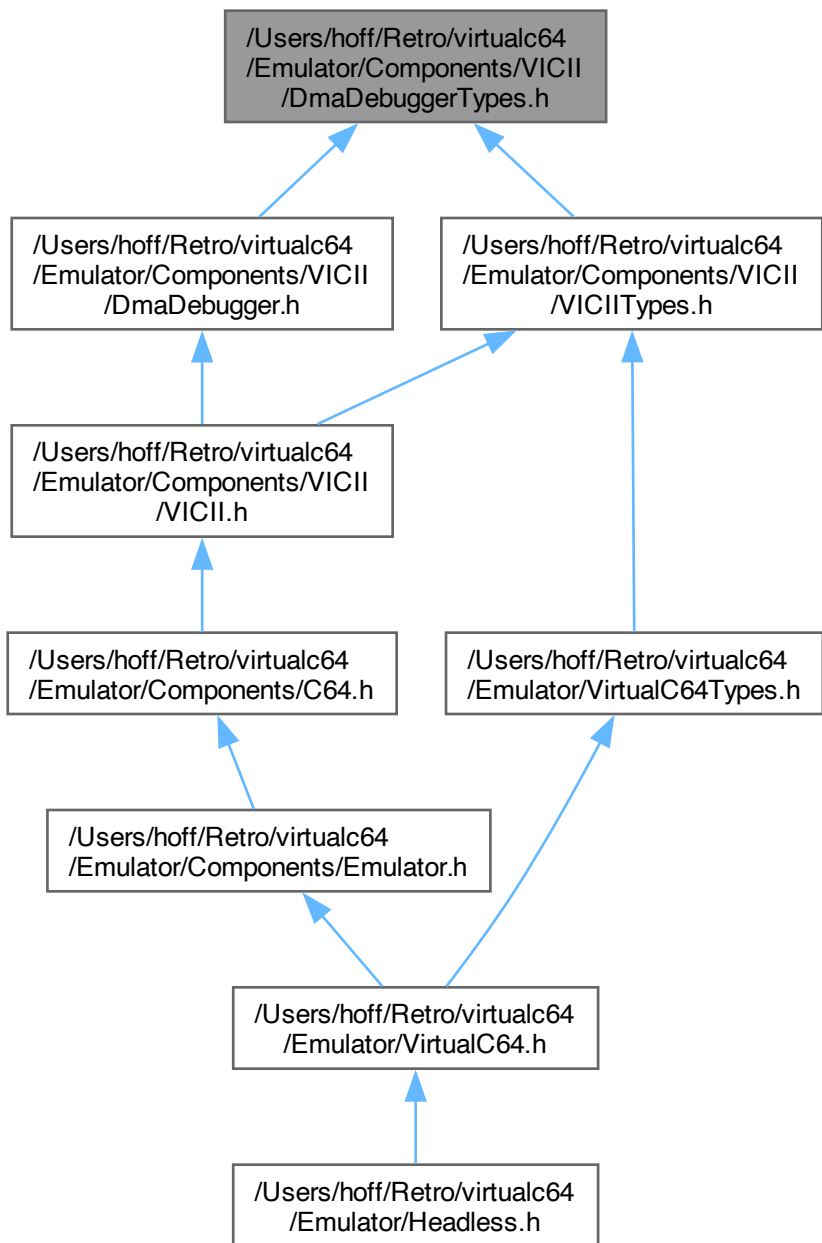 /Users/hoff/Retro/virtualc64
/Emulator/Components/VICII
/DmaDebuggerTypes.h
/Users/hoff/Retro/virtualc64
/Emulator/Components/VICII
/DmaDebugger.h
/Users/hoff/Retro/virtualc64
/Emulator/Components/VICII
/VICIITypes.h
/Users/hoff/Retro/virtualc64
/Emulator/Components/VICII
/VICII.h
/Users/hoff/Retro/virtualc64
/Emulator/Components/C64.h
/Users/hoff/Retro/virtualc64
/Emulator/VirtualC64Types.h
/Users/hoff/Retro/virtualc64
/Emulator/Components/Emulator.h
/Users/hoff/Retro/virtualc64
/Emulator/VirtualC64.h
/Users/hoff/Retro/virtualc64
/Emulator/Headless.h